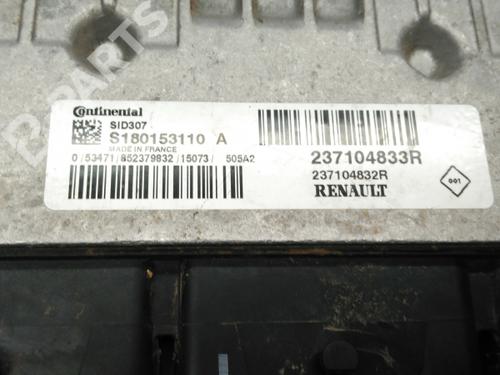 B-PARTS
Continental
SID307
S180153110 A
MADE IN FRANCE
0 /53471/852379832/15073/ 505A2
237104833R
237104832R
RENAULT
001